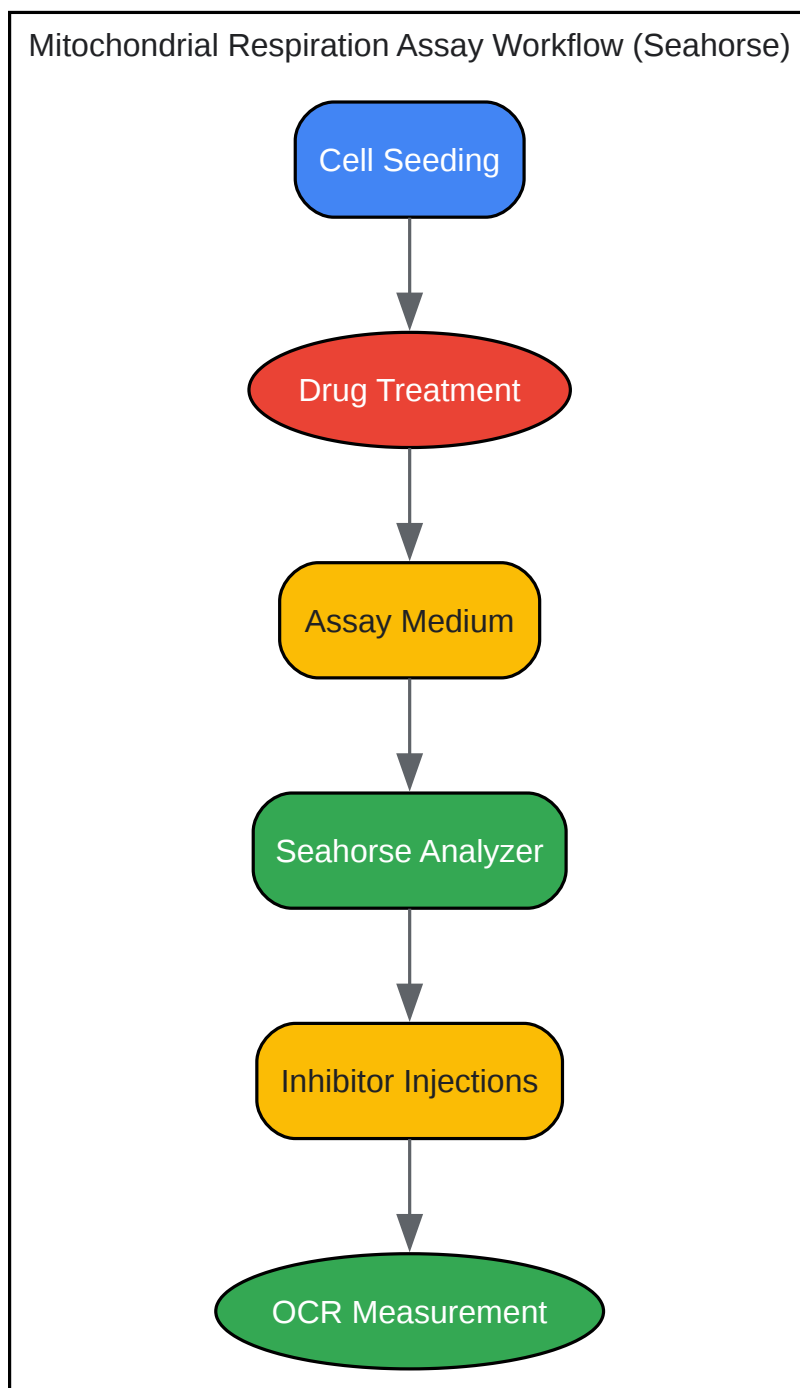 Mitochondrial Respiration Assay Workflow (Seahorse)
Cell Seeding
Drug Treatment
Assay Medium
Seahorse Analyzer
Inhibitor Injections
OCR Measurement